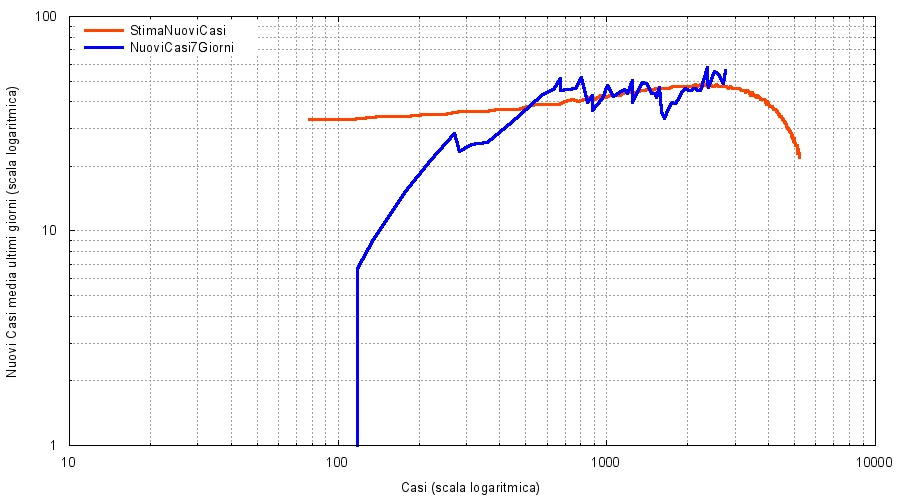 100
StimaNuoviCasi
NuoviCasi7Giorni
10
1
Nuovi Casi media ultimi giorni (scala logaritmica)
10
100
1000
10000
Casi (scala logaritmica)